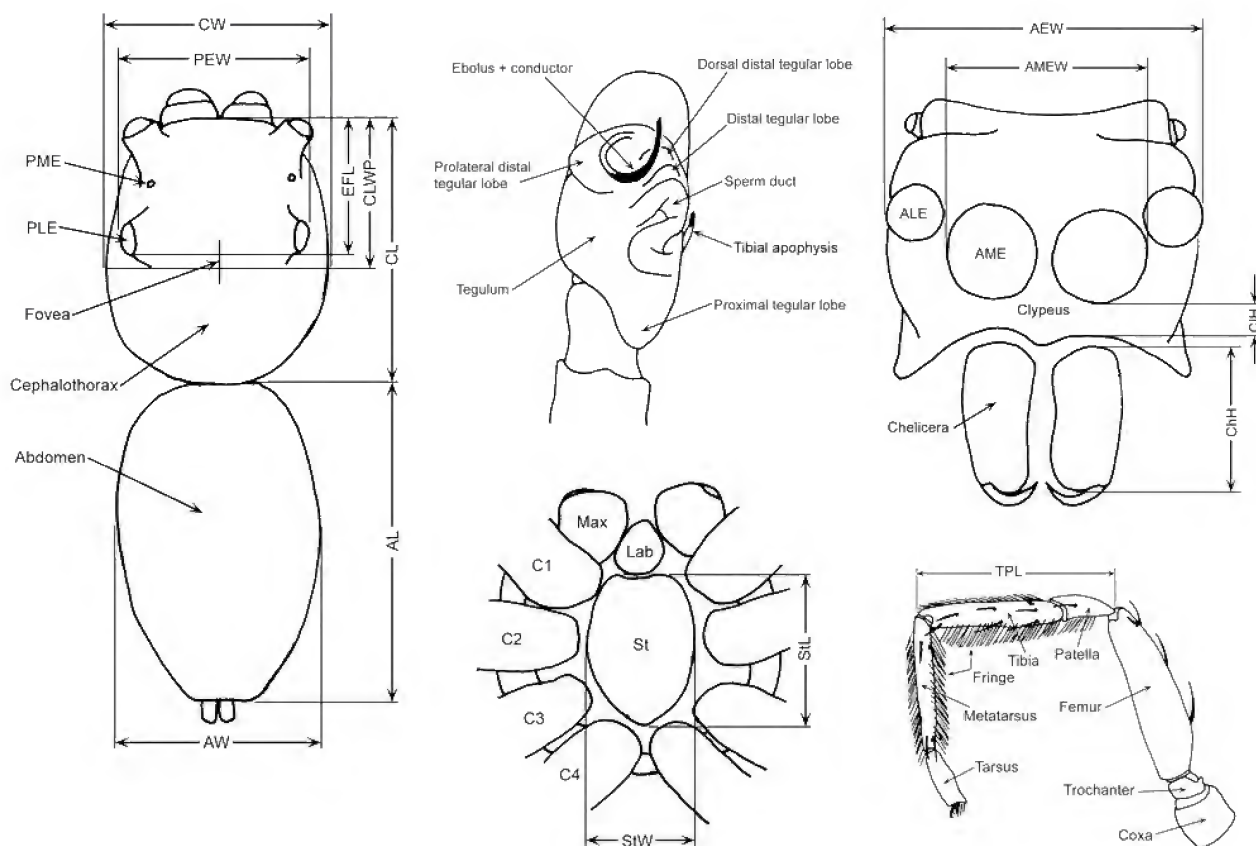 CW
PEW
PME
PLE
EFL
CLWP
CL
Fovea
Cephalothorax
Abdomen
AL
AW
Ebolus + conductor
Dorsal distal tegular lobe
Distal tegular lobe
Prolateral distal
tegular lobe
Sperm duct
Tibial apophysis
Tegulum
Proximal tegular lobe
AEW
AMEW
ALE
AME
Clypeus
ClH
Chelicera
ChH
Max
Lab
C1
C2
St
StL
C3
C4
StW
TPL
Tibia
Patella
Fringe
Metatarsus
Femur
Tarsus
Trochanter
Coxa